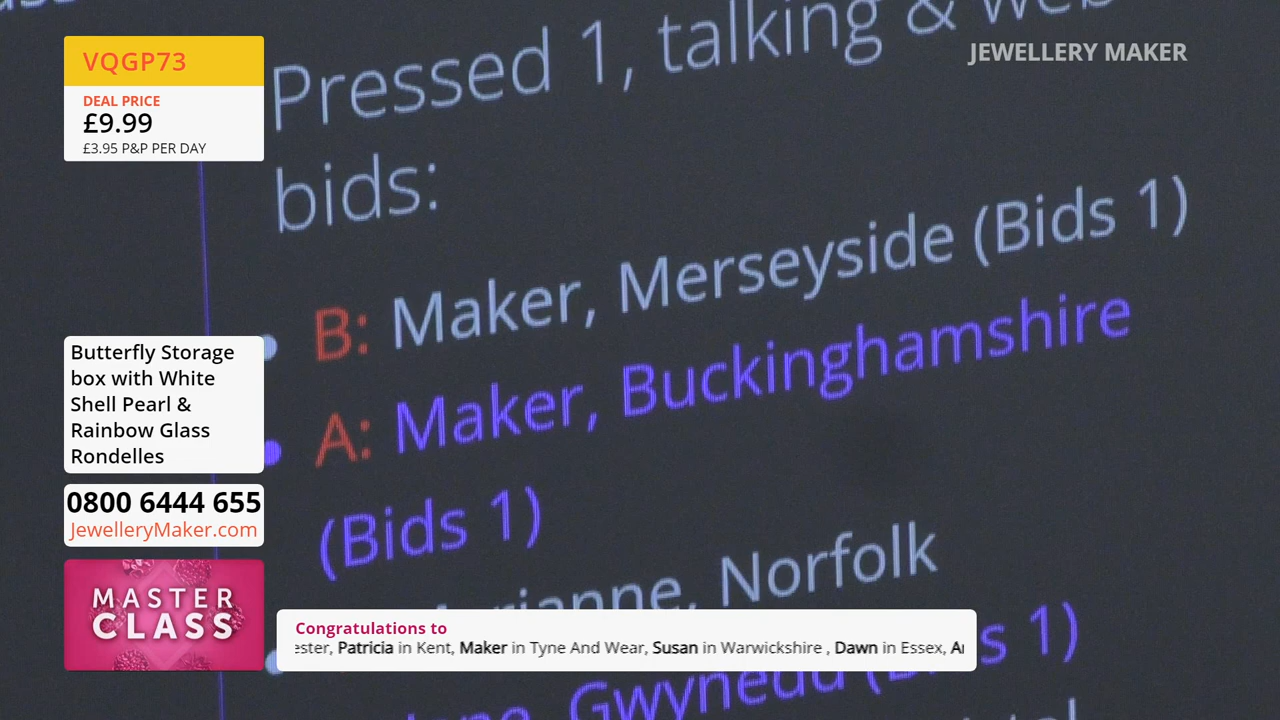 VQGP73
DEAL PRICE
£9.99
£3.95 P&P PER DAY
JEWELLERY MAKER
Pressed 1, talking & web
bids:
B: Maker, Merseyside (Bids 1)
A: Maker, Buckinghamshire
(Bids 1)
Norfolk
Gwynedd
1)
Butterfly Storage
box with White
Shell Pearl &
Rainbow Glass
Rondelles
0800 6444 655
JewelleryMaker.com
MASTER
CLASS
Congratulations to
Patricia in Kent, Maker in Tyne And Wear, Susan in Warwickshire , Dawn in Essex,